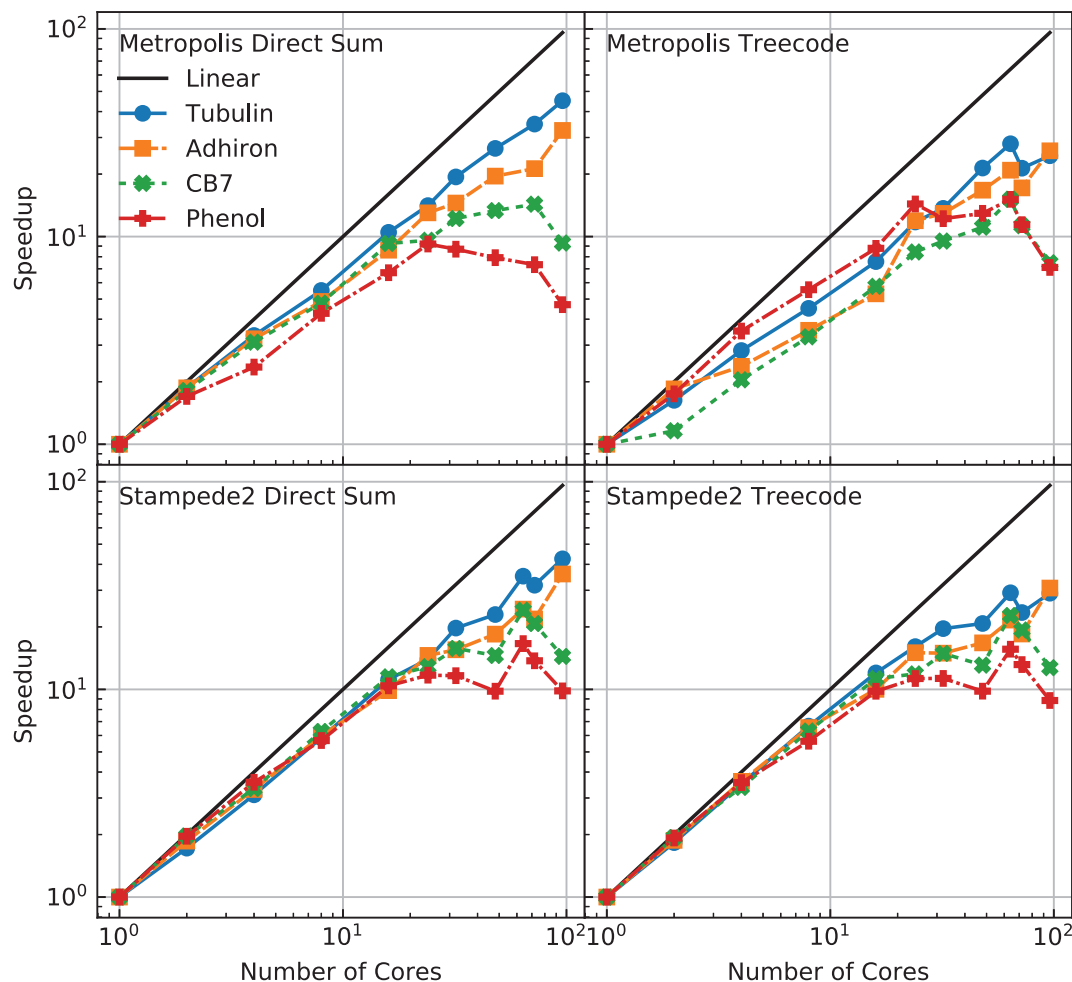 Metropolis Direct Sum
Linear
Tubulin
Adhiron
CB7
Phenol
10²
10¹
10⁰
Speedup
Metropolis Treecode
Stampede2 Direct Sum
10²
10¹
10⁰
Speedup
10⁰
10¹
10²
Number of Cores
Stampede2 Treecode
10⁰
10¹
10²
Number of Cores